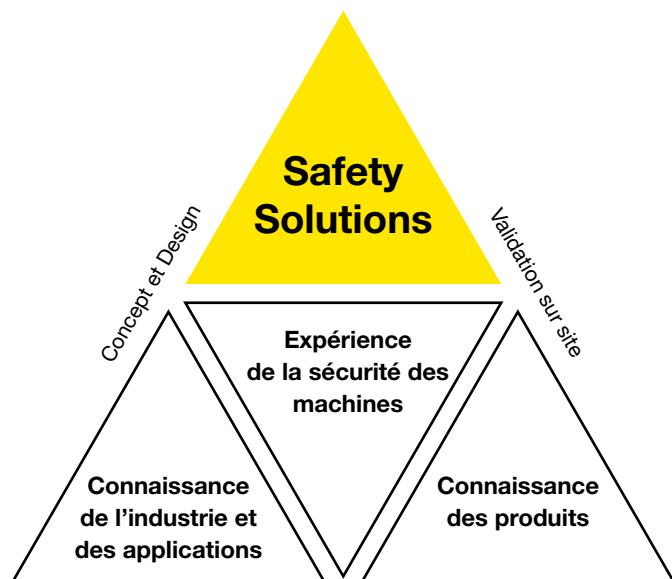 Safety
Solutions
Concept et Design
Validation sur site
Expérience
de la sécurité des
machines
Connaissance
de l’industrie et
des applications
Connaissance
des produits